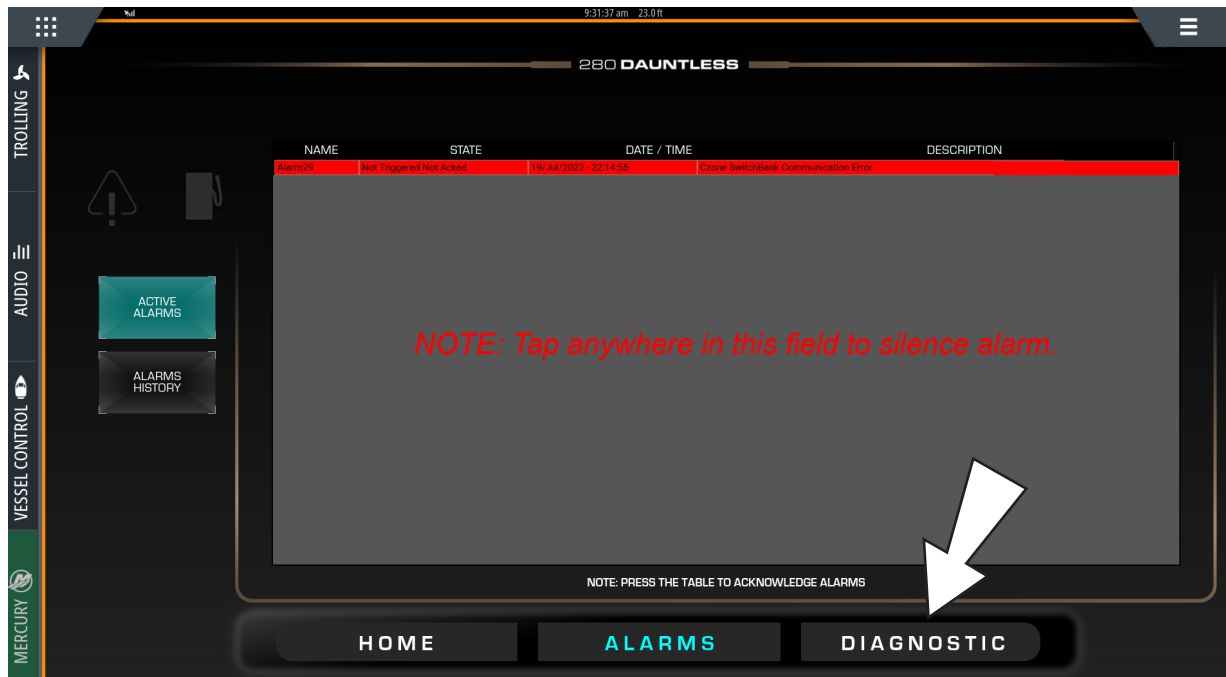 9:31:37 am 23.0 ft
280 DAUNTLESS
TROLLING
AUDIO
VESSEL CONTROL
MERCURY
NAME STATE DATE / TIME DESCRIPTION
Alarm29 Not Triggered Not Acked 19/Jul/2022 - 22:14:55 Czone SwitchBank Communication Error
ACTIVE
ALARMS
ALARMS
HISTORY
NOTE: Tap anywhere in this field to silence alarm.
NOTE: PRESS THE TABLE TO ACKNOWLEDGE ALARMS
HOME ALARMS DIAGNOSTIC